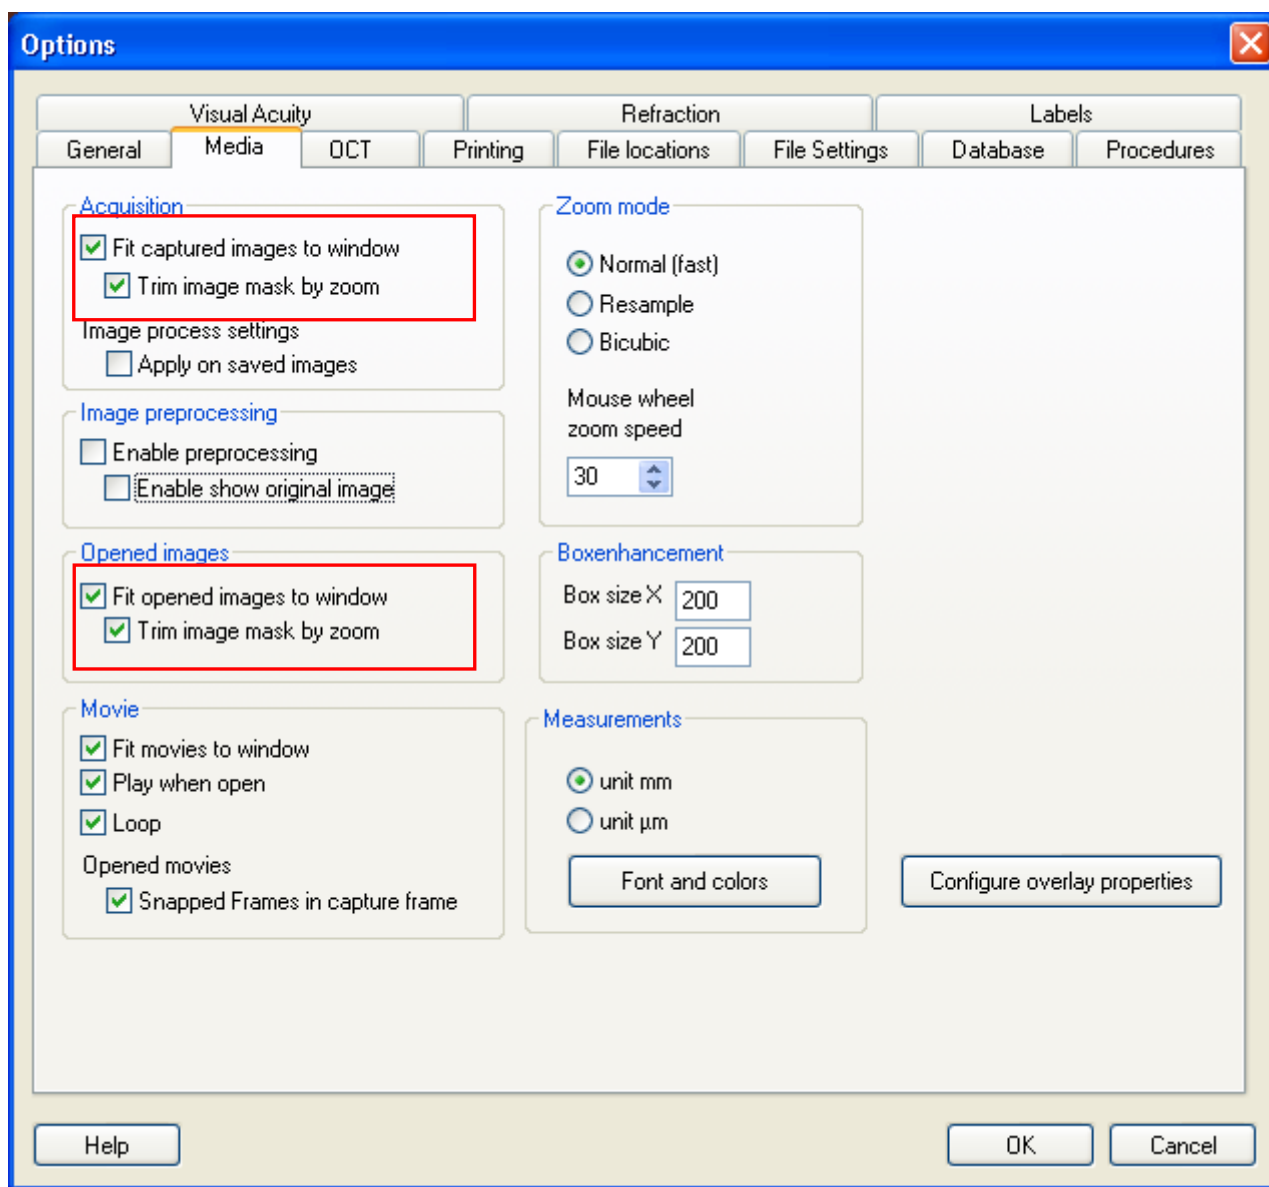 Options
Visual Acuity
Refraction
Labels
General
Media
OCT
Printing
File locations
File Settings
Database
Procedures
Acquisition
Fit captured images to window
Trim image mask by zoom
Image process settings
Apply on saved images
Image preprocessing
Enable preprocessing
Enable show original image
Opened images
Fit opened images to window
Trim image mask by zoom
Movie
Fit movies to window
Play when open
Loop
Opened movies
Snapped Frames in capture frame
Zoom mode
Normal (fast)
Resample
Bicubic
Mouse wheel
zoom speed
30
Boxenhancement
Box size X 200
Box size Y 200
Measurements
unit mm
unit µm
Font and colors
Configure overlay properties
Help
OK
Cancel